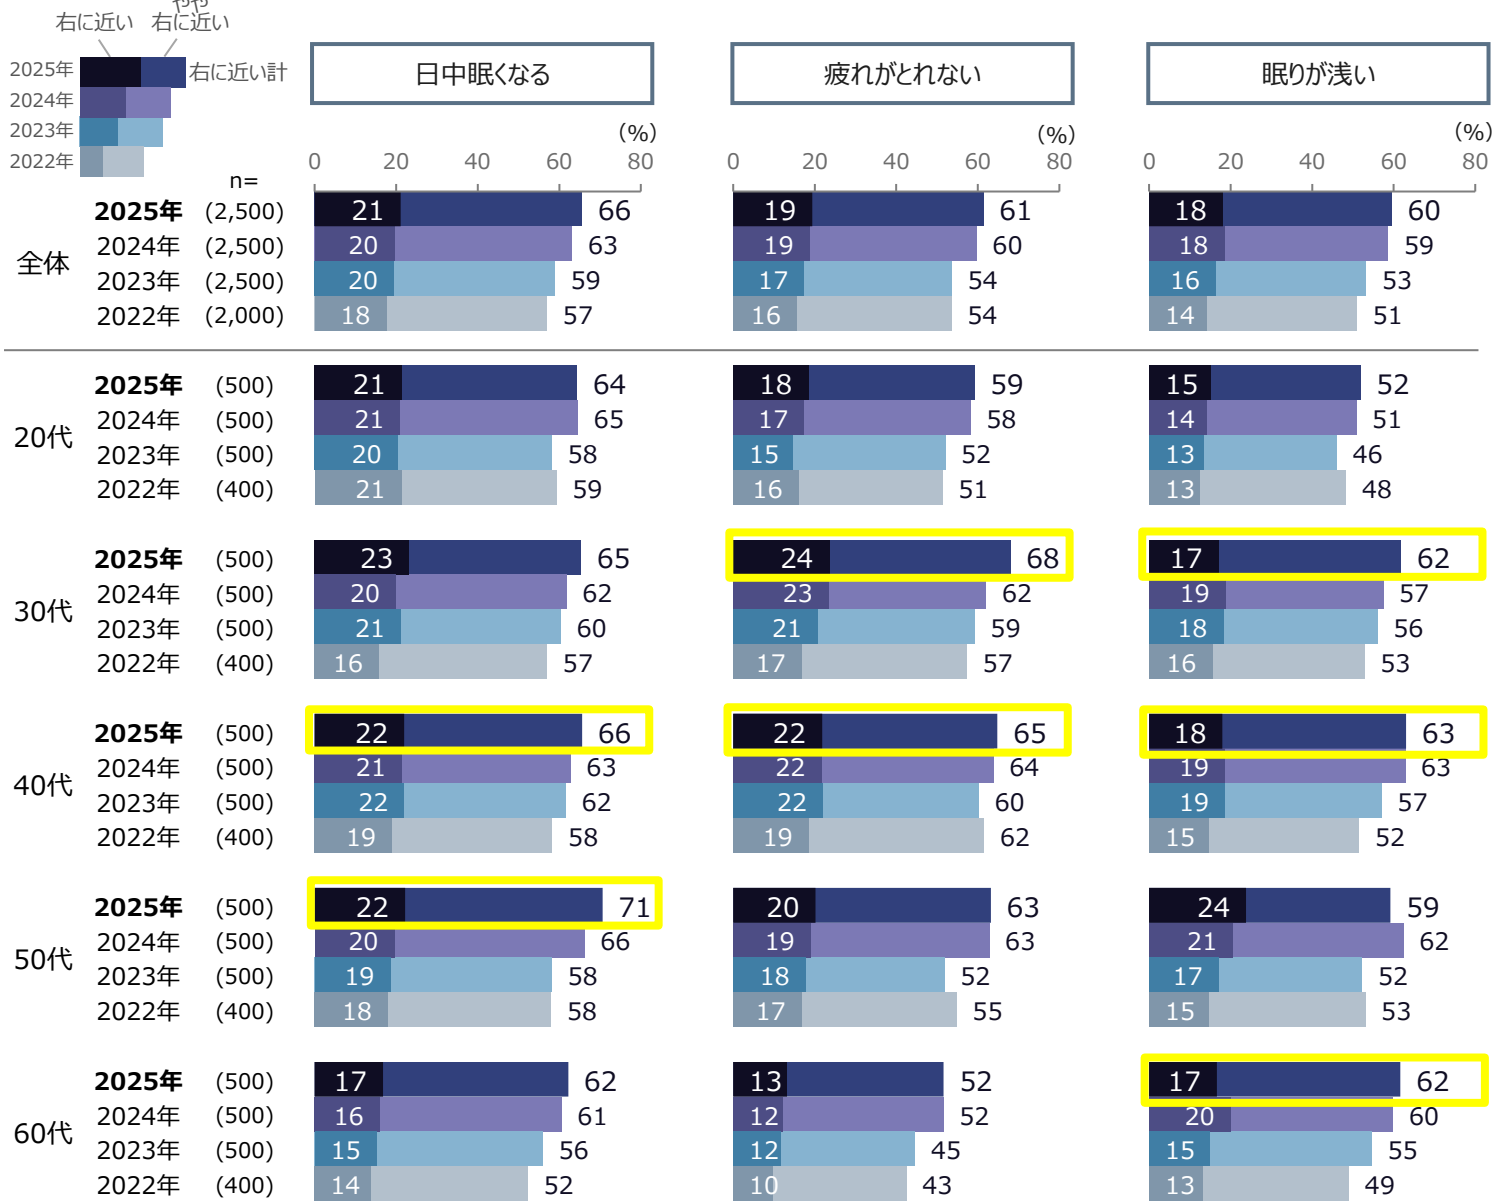 やや
右に近い 右に近い
2025年 右に近い計
2024年
2023年
2022年
日中眠くなる 疲れがとれない 眠りが浅い
(%) (%) (%)
0 20 40 60 80 0 20 40 60 80 0 20 40 60 80
n=
全体
2025年 (2,500) 21 66 19 61 18 60
2024年 (2,500) 20 63 19 60 18 59
2023年 (2,500) 20 59 17 54 16 53
2022年 (2,000) 18 57 16 54 14 51
20代
2025年 (500) 21 64 18 59 15 52
2024年 (500) 21 65 17 58 14 51
2023年 (500) 20 58 15 52 13 46
2022年 (400) 21 59 16 51 13 48
30代
2025年 (500) 23 65 24 68 17 62
2024年 (500) 20 62 23 62 19 57
2023年 (500) 21 60 21 59 18 56
2022年 (400) 16 57 17 57 16 53
40代
2025年 (500) 22 66 22 65 18 63
2024年 (500) 21 63 22 64 19 63
2023年 (500) 22 62 22 60 19 57
2022年 (400) 19 58 19 62 15 52
50代
2025年 (500) 22 71 20 63 24 59
2024年 (500) 20 66 19 63 21 62
2023年 (500) 19 58 18 52 17 52
2022年 (400) 18 58 17 55 15 53
60代
2025年 (500) 17 62 13 52 17 62
2024年 (500) 16 61 12 52 20 60
2023年 (500) 15 56 12 45 15 55
2022年 (400) 14 52 10 43 13 49